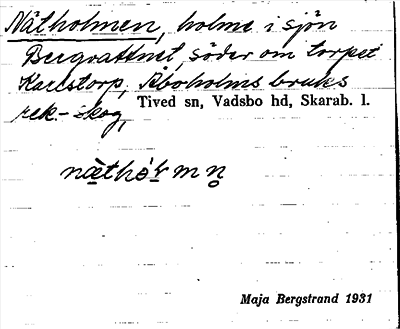 Nätholmen, holme i sjön
Bergvattnet, söder om torpet
Karlstorp, Aboholms bruks
rek.-skog,
Tived sn, Vadsbo hd, Skarab. l.
Maja Bergstrand 1931